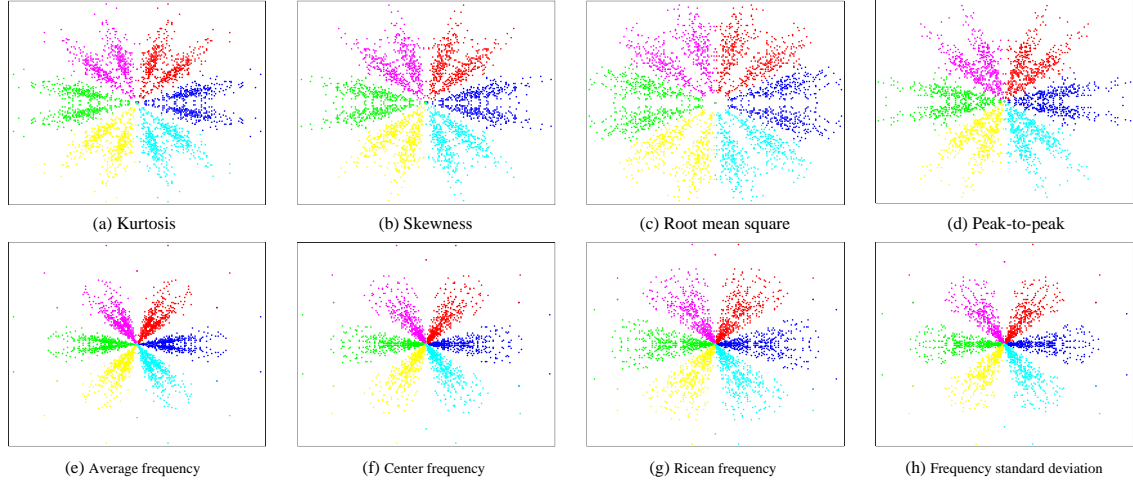 (a) Kurtosis
(b) Skewness
(c) Root mean square
(d) Peak-to-peak
(e) Average frequency
(f) Center frequency
(g) Ricean frequency
(h) Frequency standard deviation